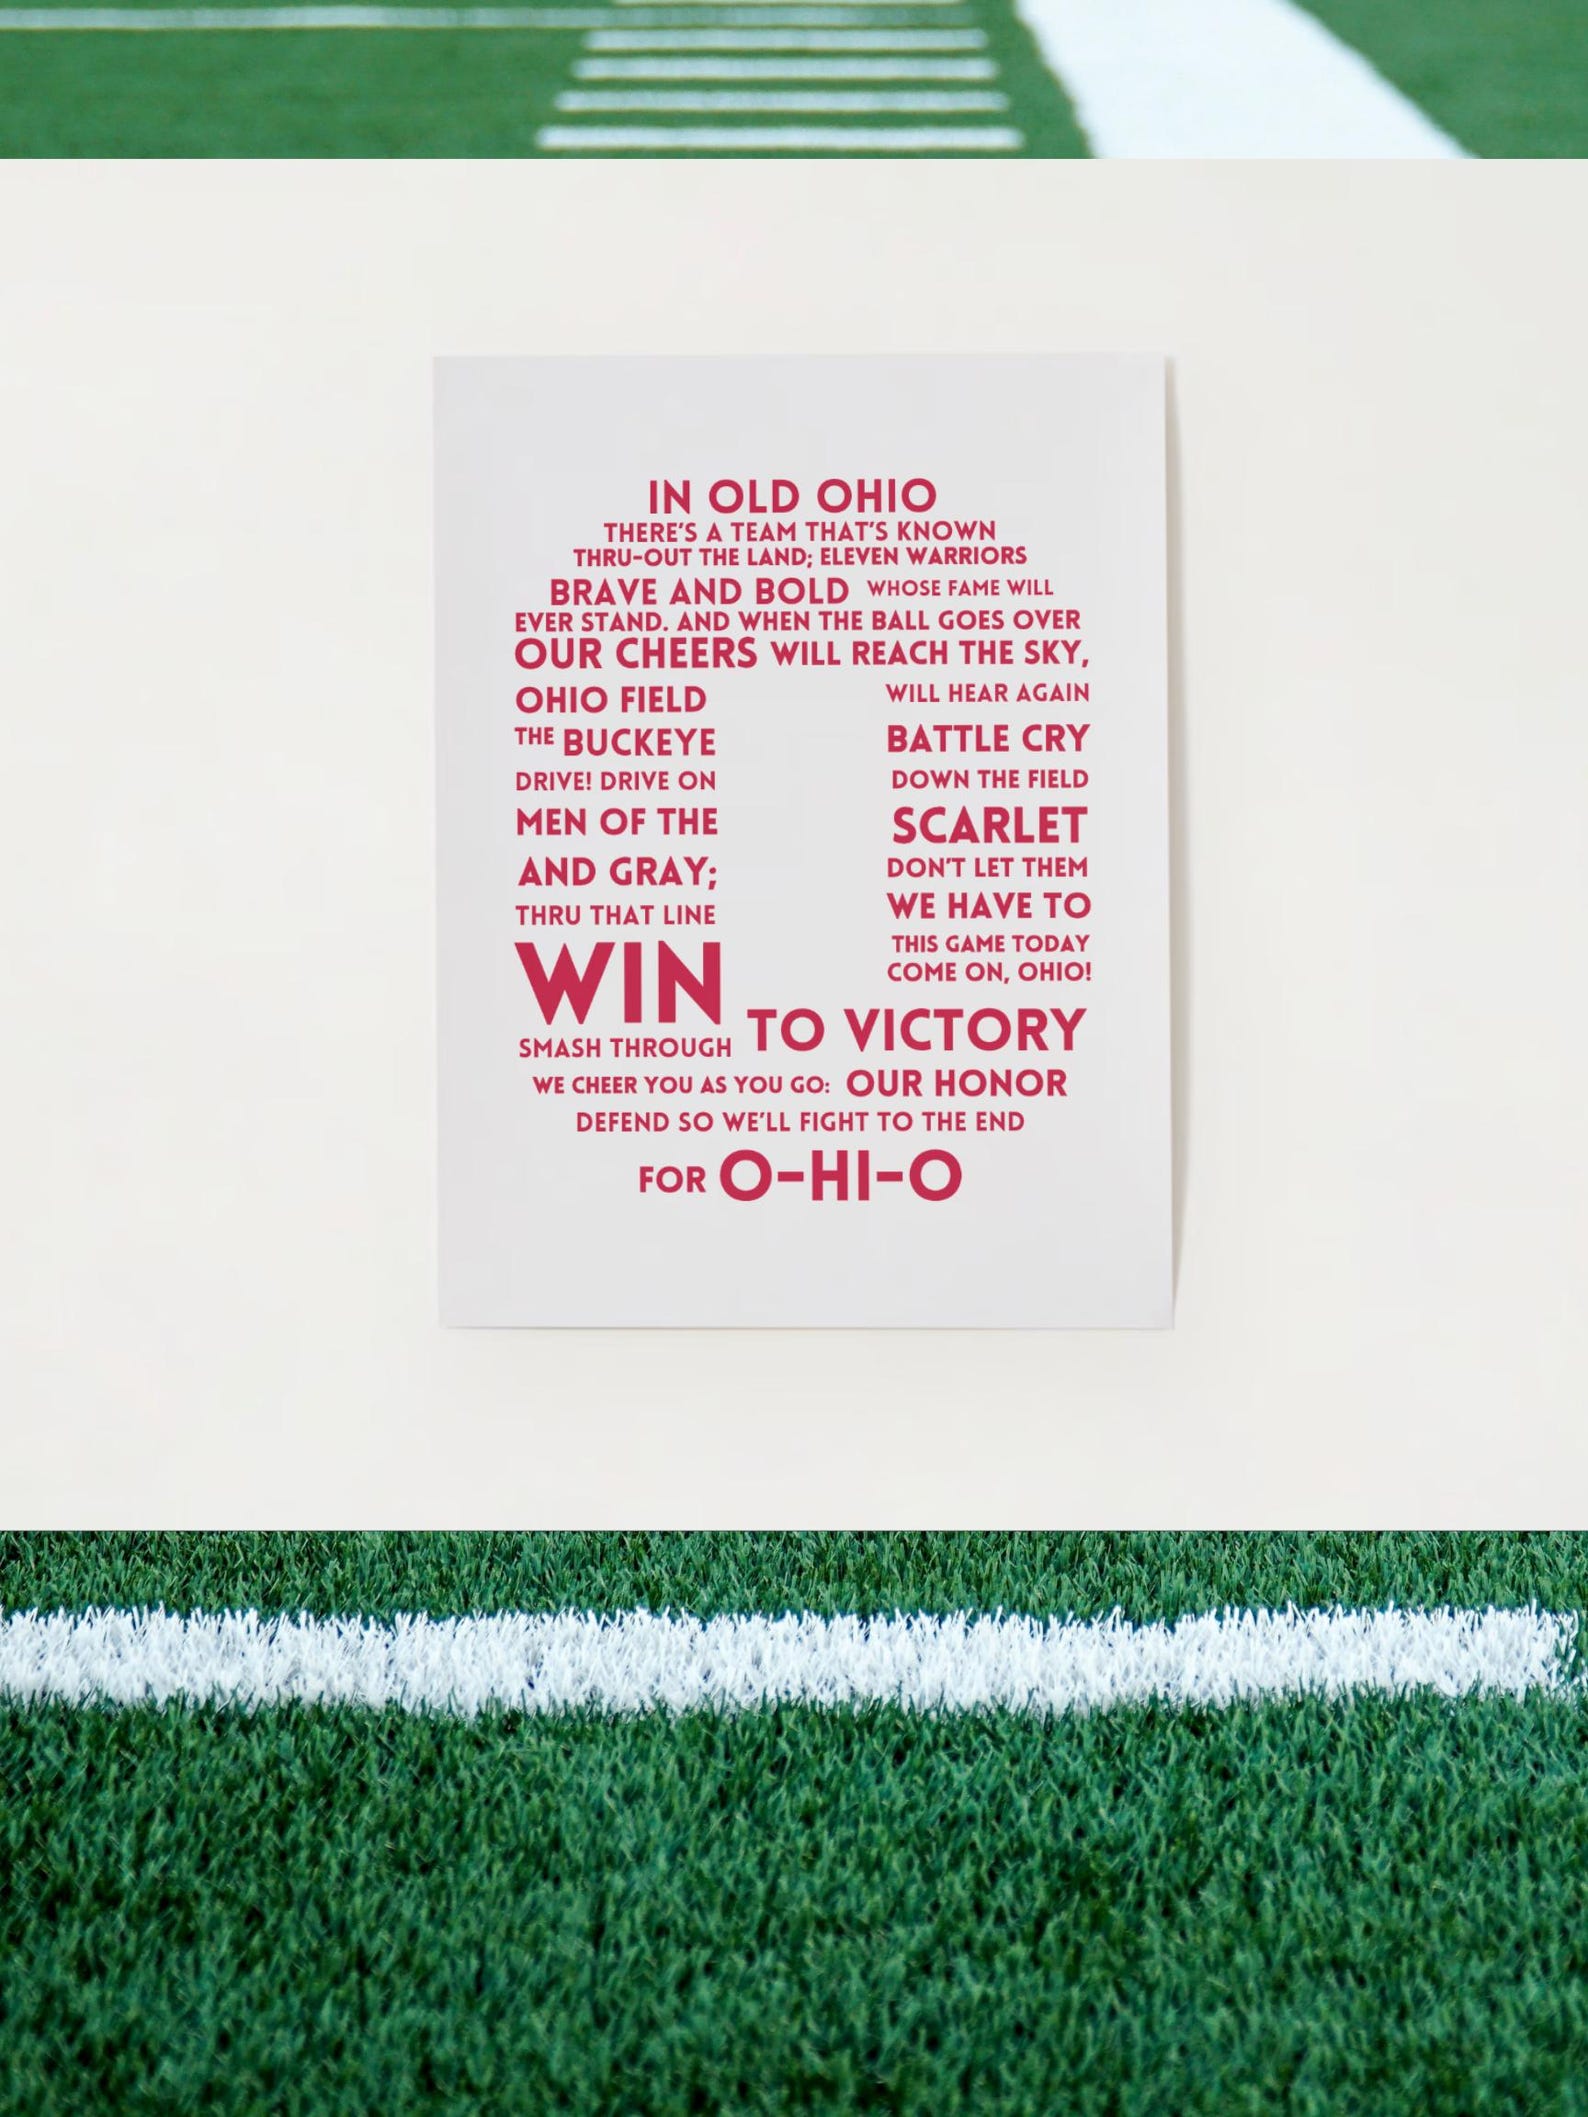 IN OLD OHIO
THERE'S A TEAM THAT'S KNOWN
THRU-OUT THE LAND; ELEVEN WARRIORS
BRAVE AND BOLD WHOSE FAME WILL
EVER STAND. AND WHEN THE BALL GOES OVER
OUR CHEERS WILL REACH THE SKY,
OHIO FIELD WILL HEAR AGAIN
THE BUCKEYE BATTLE CRY
DRIVE! DRIVE ON DOWN THE FIELD
MEN OF THE SCARLET
AND GRAY; DON'T LET THEM
THRU THAT LINE WE HAVE TO
WIN THIS GAME TODAY
COME ON, OHIO!
SMASH THROUGH TO VICTORY
WE CHEER YOU AS YOU GO: OUR HONOR
DEFEND SO WE'LL FIGHT TO THE END
FOR O-HI-O